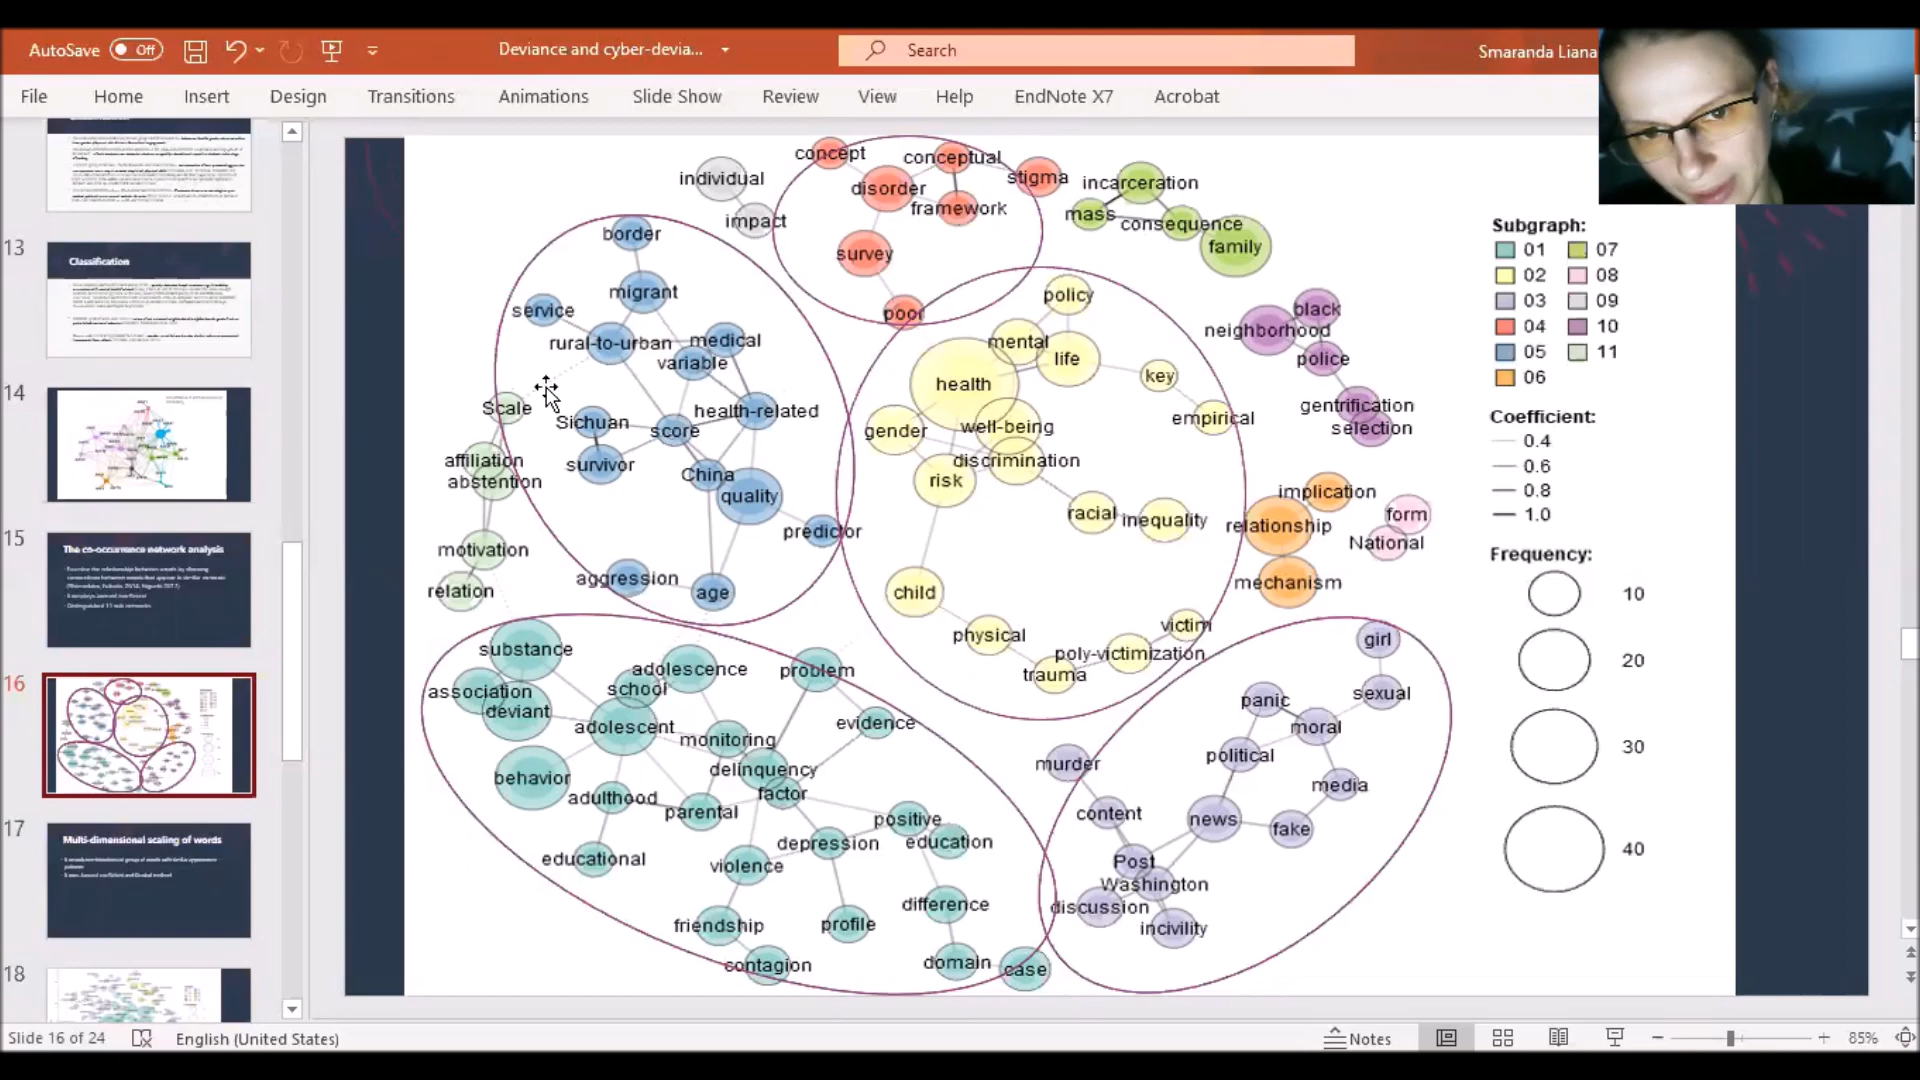 AutoSave Off
Deviance and cyber-devia...
Search
Smaranda Liana
File Home Insert Design Transitions Animations Slide Show Review View Help EndNote X7 Acrobat
13
Classification
14
15
The co-occurrence network analysis
16
17
Multi-dimensional scaling of words
18
concept
conceptual
individual
disorder
stigma
framework
impact
survey
poor
incarceration
mass
consequence
family
border
migrant
service
rural-to-urban
medical
variable
health-related
Sichuan
score
survivor
China
quality
predictor
aggression
age
Scale
affiliation
abstention
motivation
relation
policy
mental
life
health
key
empirical
gender
well-being
discrimination
risk
racial
inequality
child
physical
victim
poly-victimization
trauma
black
neighborhood
police
gentrification
selection
implication
relationship
mechanism
form
National
substance
association
deviant
adolescence
school
adolescent
problem
evidence
monitoring
delinquency
factor
behavior
adulthood
parental
educational
positive
depression
education
violence
friendship
profile
difference
contagion
domain
case
girl
sexual
panic
moral
political
murder
media
content
news
fake
Post
Washington
discussion
incivility
Subgraph:
01 07
02 08
03 09
04 10
05 11
06
Coefficient:
0.4
0.6
0.8
1.0
Frequency:
10
20
30
40
Slide 16 of 24 English (United States) Notes 85%